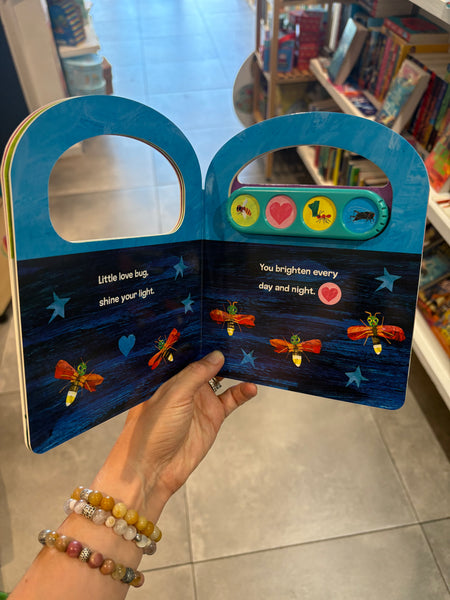 Little love bug,
shine your light.
You brighten every
day and night.